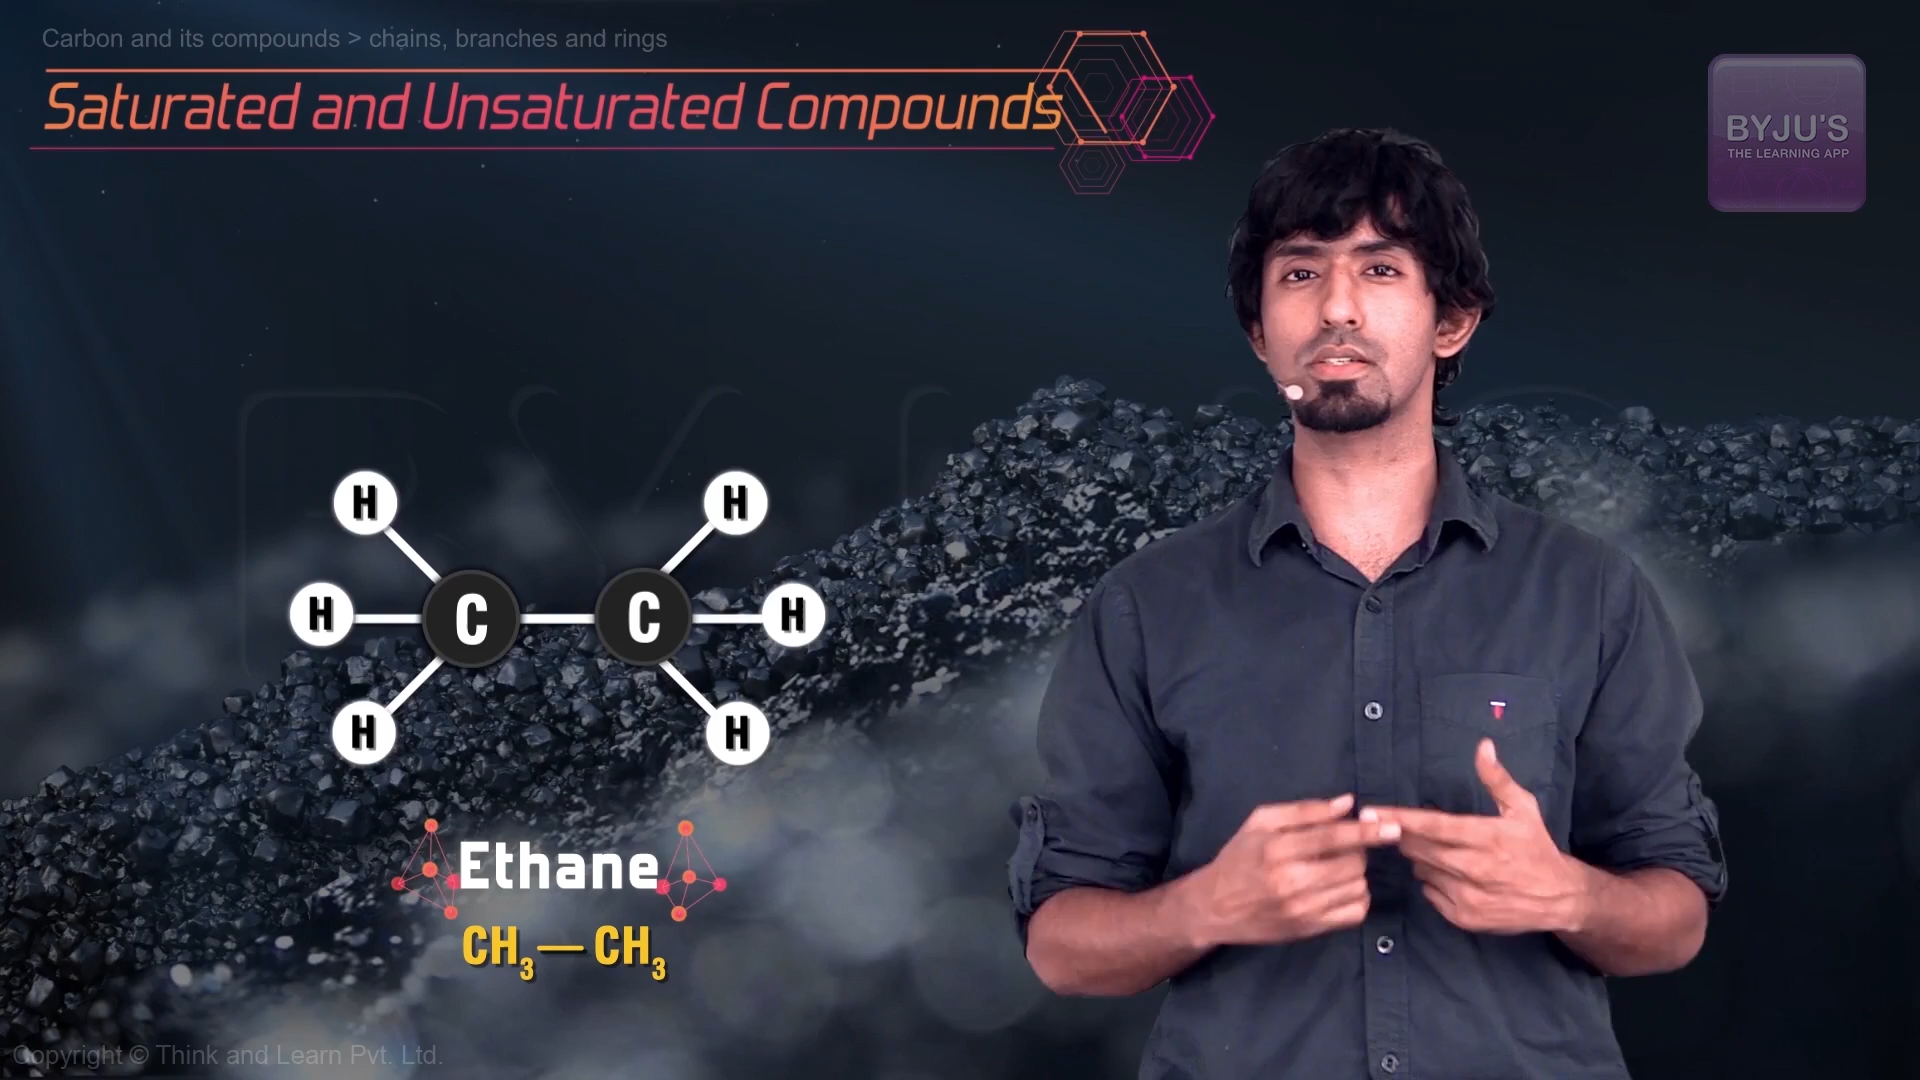 Carbon and its compounds > chains, branches and rings
Saturated and Unsaturated Compounds
BYJU'S
THE LEARNING APP
H H
H C C H
H H
Ethane
CH₃—CH₃
Copyright © Think and Learn Pvt. Ltd.